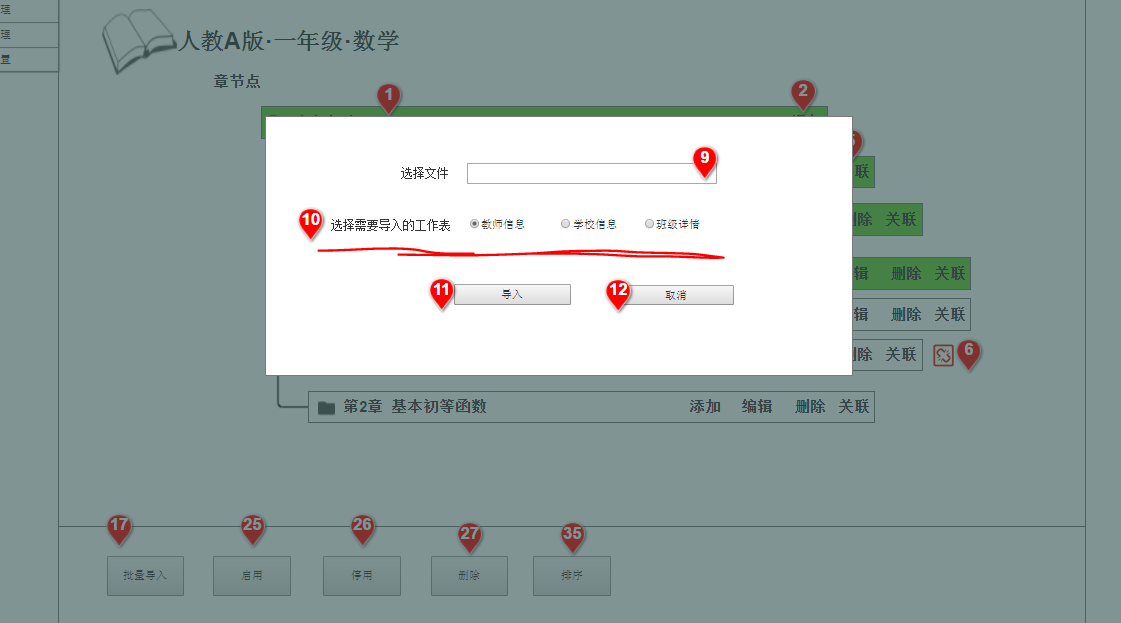 理
理
置
人教A版·一年级·数学
章节点
1
2
联
9
选择文件
删除 关联
10 选择需要导入的工作表 教师信息 学校信息 班级详情
编辑 删除 关联
11 导入 12 取消
编辑 删除 关联
删除 关联 6
第2章 基本初等函数 添加 编辑 删除 关联
17 25 26 27 35
批量导入 启用 停用 删除 排序